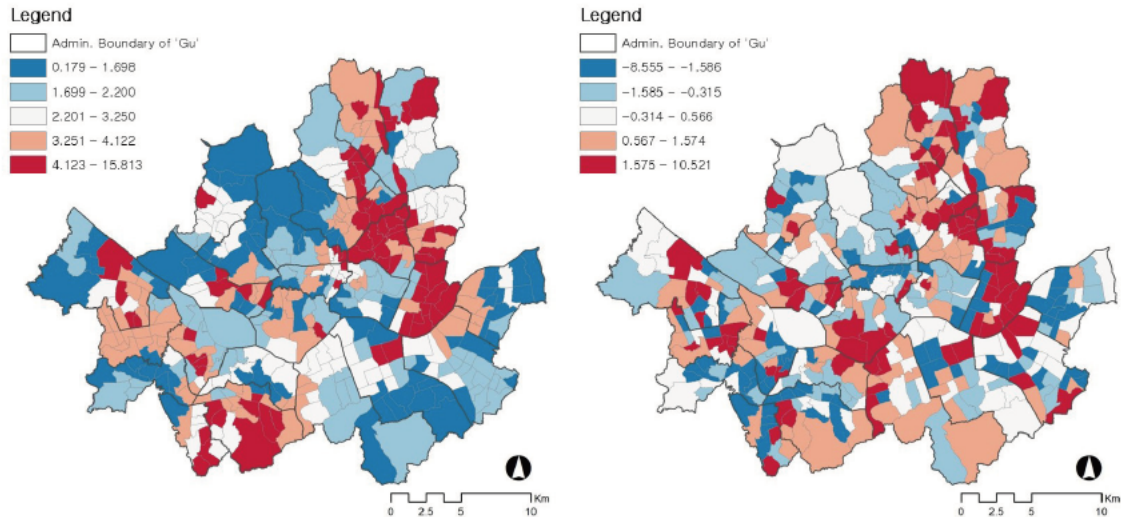 Legend
Admin. Boundary of 'Gu'
0.179 – 1.698
1.699 – 2.200
2.201 – 3.250
3.251 – 4.122
4.123 – 15.813
Km
0 2.5 5 10
Legend
Admin. Boundary of 'Gu'
-8.555 – -1.586
-1.585 – -0.315
-0.314 – 0.566
0.567 – 1.574
1.575 – 10.521
Km
0 2.5 5 10